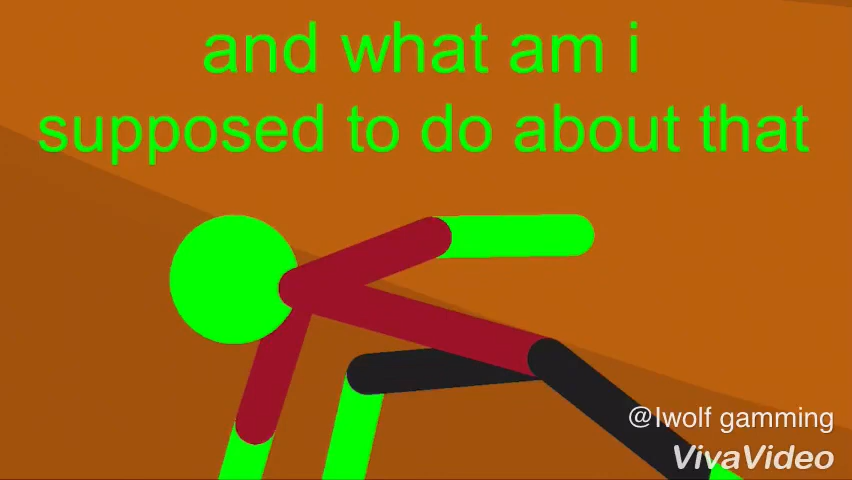 and what am i
supposed to do about that
@Iwolf gamming
VivaVideo